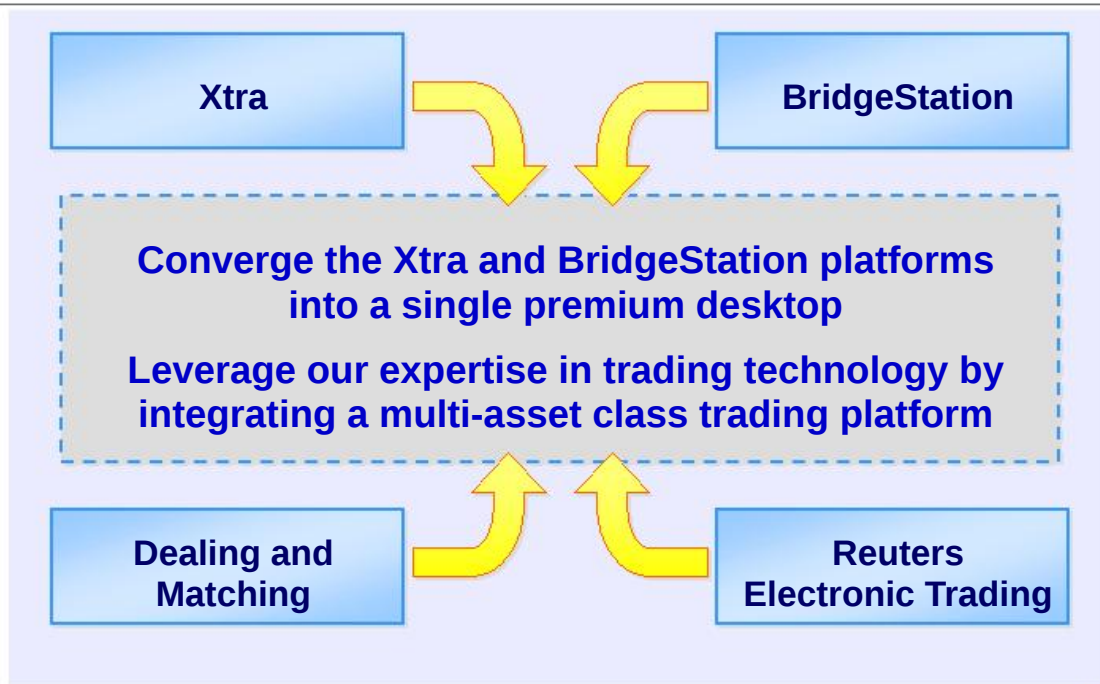 Xtra
BridgeStation
Converge the Xtra and BridgeStation platforms
into a single premium desktop
Leverage our expertise in trading technology by
integrating a multi-asset class trading platform
Dealing and
Matching
Reuters
Electronic Trading